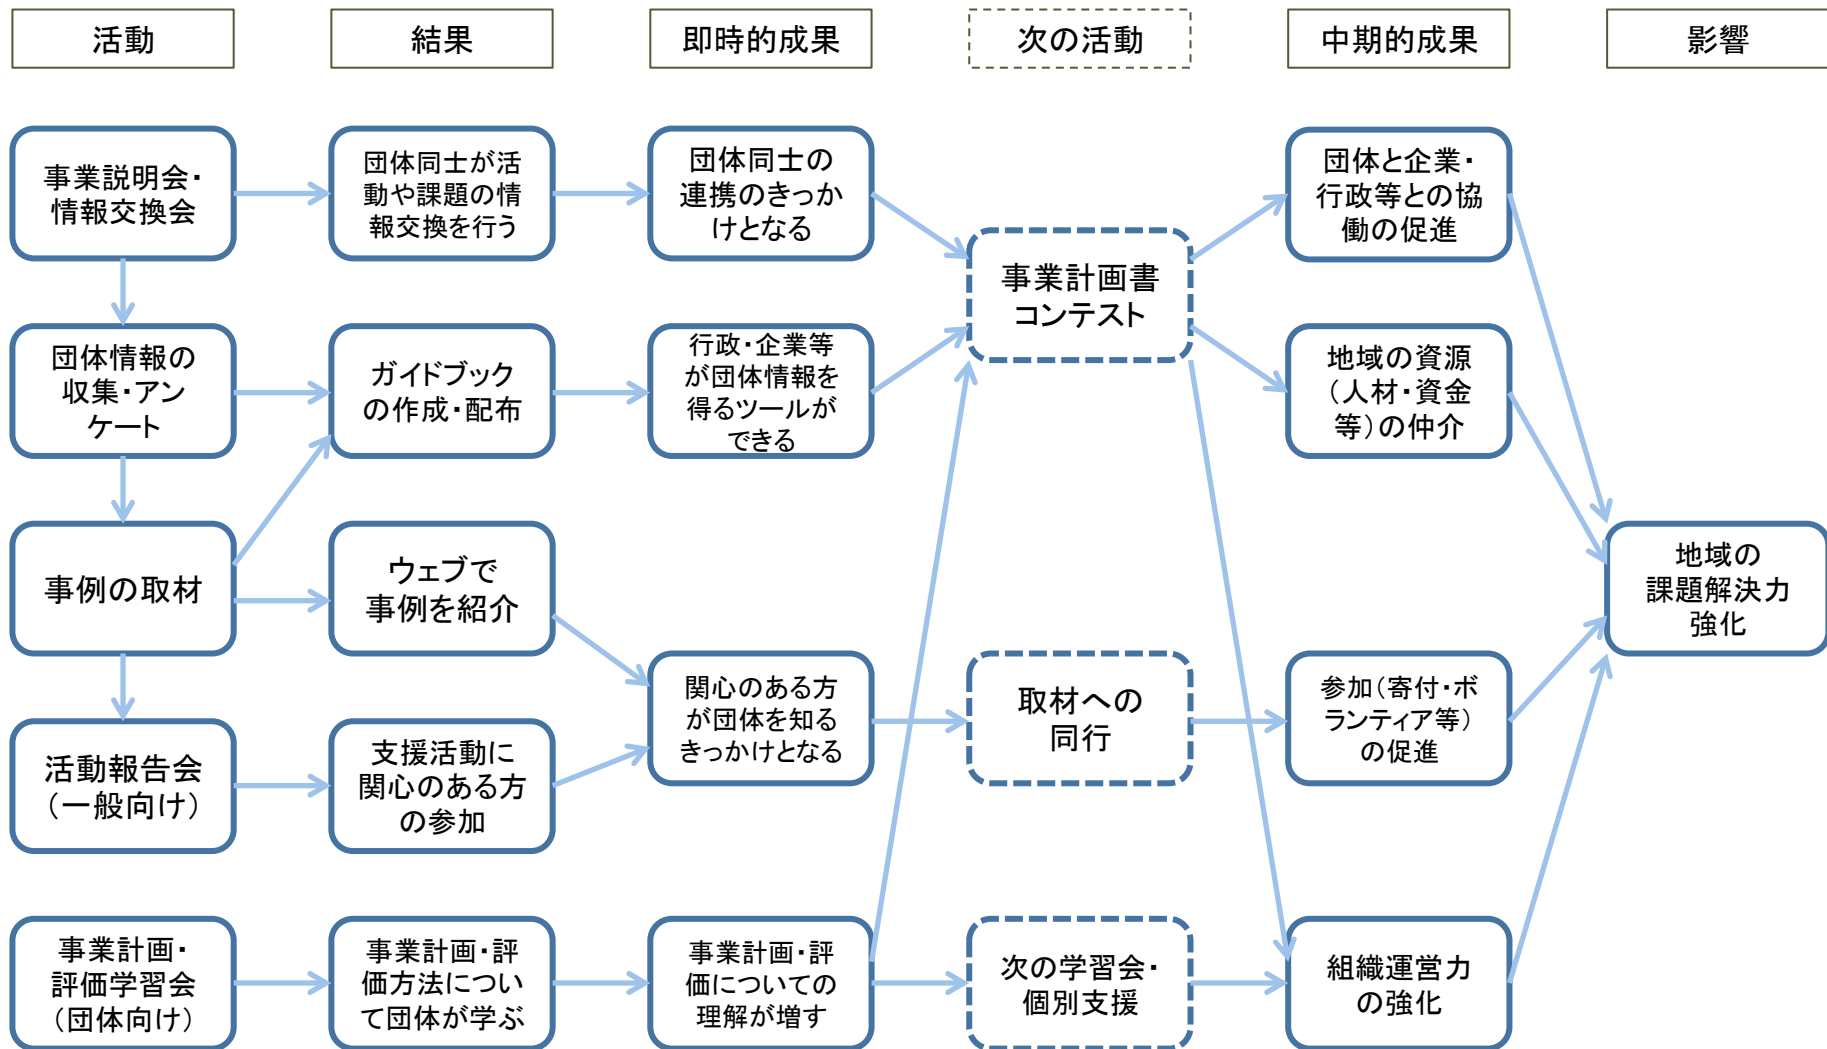 活動
結果
即時的成果
次の活動
中期的成果
影響
事業説明会・
情報交換会
団体同士が活
動や課題の情
報交換を行う
団体同士の
連携のきっか
けとなる
事業計画書
コンテスト
団体と企業・
行政等との協
働の促進
団体情報の
収集・アン
ケート
ガイドブック
の作成・配布
行政・企業等
が団体情報を
得るツールが
できる
地域の資源
（人材・資金
等）の仲介
事例の取材
ウェブで
事例を紹介
地域の
課題解決力
強化
関心のある方
が団体を知る
きっかけとなる
取材への
同行
参加（寄付・ボ
ランティア等）
の促進
活動報告会
（一般向け）
支援活動に
関心のある方
の参加
事業計画・
評価学習会
（団体向け）
事業計画・評
価方法につい
て団体が学ぶ
事業計画・評
価についての
理解が増す
次の学習会・
個別支援
組織運営力
の強化